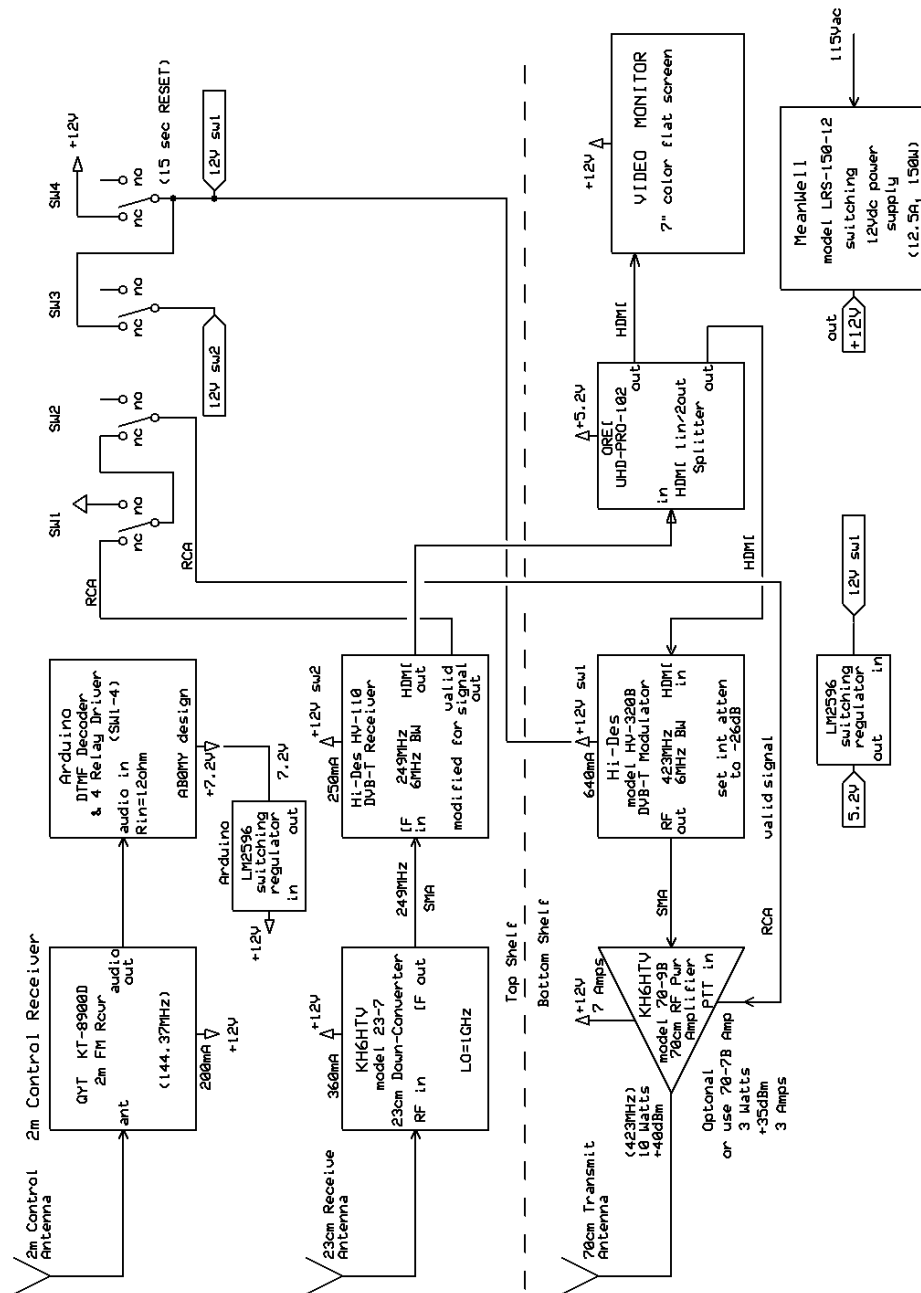 2m Control
Antenna
2m Control Receiver
QYT KT-8900D
2m FM Rcvr
ant
audio
out
(144.37MHz)
200mA
+12V
Arduino
DTMF Decoder
& 4 Relay Driver
(SW1-4)
audio in
Rin=12ohm
AB0MY design
+7.2V
7.2V
Arduino
LM2596
switching
regulator
in
out
+12V
SW1
nc
no
SW2
nc
no
SW3
nc
no
SW4
nc
no
+12V
(15 sec RESET)
12V sw1
12V sw2
RCA
RCA
23cm Receive
Antenna
+12V
360mA
KH6HTV
model 23-7
23cm Down-Converter
RF in
IF out
LO=1GHz
249MHz
SMA
+12V sw2
250mA
Hi-Des HV-110
DVB-T Receiver
IF
in
249MHz
6MHz BW
HDMI
out
modified for
valid
signal
out
Top Shelf
Bottom Shelf
70cm Transmit
Antenna
(423MHz)
10 Watts
+40dBm
+12V
7 Amps
KH6HTV
model 70-9B
70cm RF Pwr
Amplifier
PTT in
Optonal
or use 70-7B Amp
3 Watts
+35dBm
3 Amps
SMA
RCA
+12V sw1
640mA
Hi-Des
model HV-320B
DVB-T Modulator
RF
out
423MHz
6MHz BW
HDMI
in
set int atten
to -26dB
valid signal
HDMI
+5.2V
OREI
UHD-PRO-102
in
out
HDMI 1in/2out
Splitter
out
HDMI
+12V
VIDEO MONITOR
7" color flat screen
5.2V
LM2596
switching
regulator
out
in
12V sw1
out
+12V
MeanWell
model LRS-150-12
switching
12Vdc power
supply
(12.5A, 150W)
115Vac